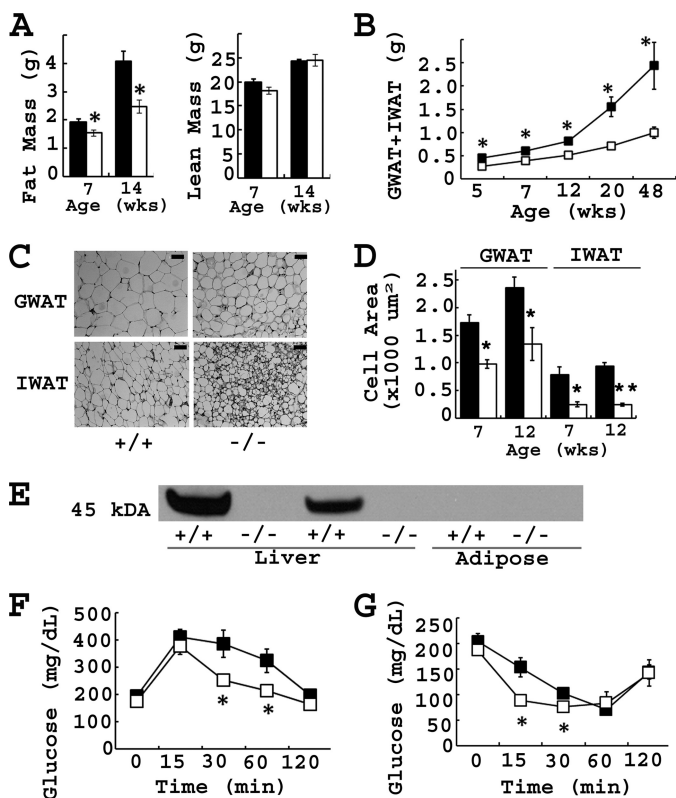 A
Fat Mass (g)
4
3
2
1
0
7 14
Age (wks)
Lean Mass (g)
25
20
15
10
5
0
7 14
Age (wks)
B
GWAT+IWAT (g)
2.5
2.0
1.5
1.0
0.5
* * * * *
5 7 12 20 48
Age (wks)
* *
C
GWAT
IWAT
+/+ -/-
D
GWAT IWAT
Cell Area
(x1000 um²)
2.5
2.0
1.5
1.0
0.5
0
* * * **
7 12 7 12
Age (wks)
E
45 kDA
+/+ -/- +/+ -/- +/+ -/-
Liver Adipose
F
Glucose (mg/dL)
500
400
300
200
100
0
* *
0 15 30 60 120
Time (min)
G
Glucose (mg/dL)
250
200
150
100
50
0
* *
0 15 30 60 120
Time (min)